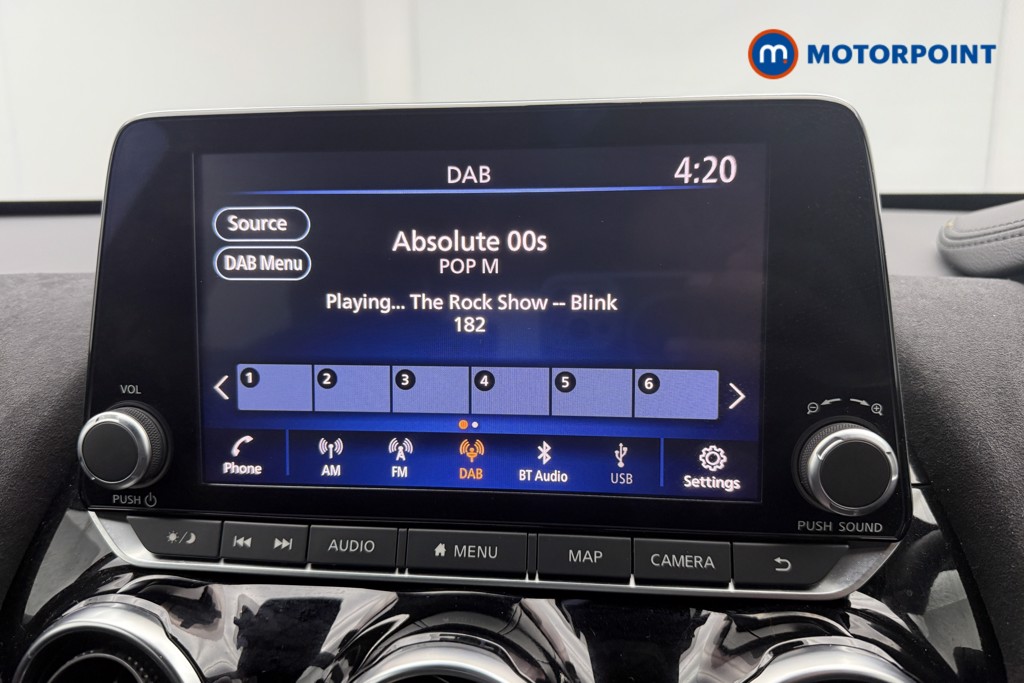 m.
MOTORPOINT
DAB
4:20
Source
DAB Menu
Absolute 00s
POP M
Playing... The Rock Show -- Blink
182
1 2 3 4 5 6
Phone
AM
FM
DAB
BT Audio
USB
Settings
VOL
PUSH
PUSH SOUND
AUDIO
MENU
MAP
CAMERA